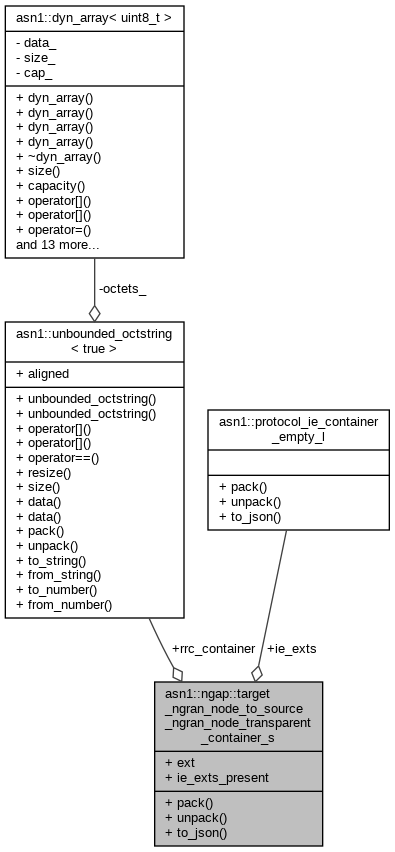 asn1::dyn_array< uint8_t >
- data_
- size_
- cap_
+ dyn_array()
+ dyn_array()
+ dyn_array()
+ dyn_array()
+ ~dyn_array()
+ size()
+ capacity()
+ operator[]()
+ operator[]()
+ operator=()
and 13 more...
-octets_
asn1::unbounded_octstring
< true >
+ aligned
+ unbounded_octstring()
+ unbounded_octstring()
+ operator[]()
+ operator[]()
+ operator==()
+ resize()
+ size()
+ data()
+ data()
+ pack()
+ unpack()
+ to_string()
+ from_string()
+ to_number()
+ from_number()
asn1::protocol_ie_container
_empty_l
+ pack()
+ unpack()
+ to_json()
+rrc_container
+ie_exts
asn1::ngap::target
_ngran_node_to_source
_ngran_node_transparent
_container_s
+ ext
+ ie_exts_present
+ pack()
+ unpack()
+ to_json()